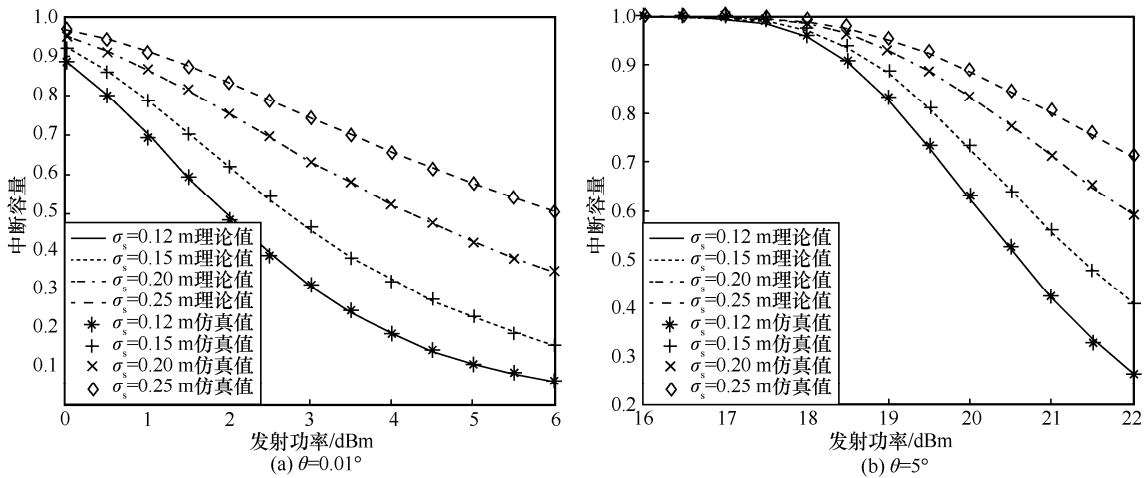 1.0
0.9
0.8
0.7
0.6
0.5
0.4
0.3
0.2
0.1
中断容量
σs=0.12 m理论值
σs=0.15 m理论值
σs=0.20 m理论值
σs=0.25 m理论值
σs=0.12 m仿真值
σs=0.15 m仿真值
σs=0.20 m仿真值
σs=0.25 m仿真值
0 1 2 3 4 5 6
发射功率/dBm
(a) θ=0.01°
1.0
0.9
0.8
0.7
0.6
0.5
0.4
0.3
0.2
中断容量
σs=0.12 m理论值
σs=0.15 m理论值
σs=0.20 m理论值
σs=0.25 m理论值
σs=0.12 m仿真值
σs=0.15 m仿真值
σs=0.20 m仿真值
σs=0.25 m仿真值
16 17 18 19 20 21 22
发射功率/dBm
(b) θ=5°